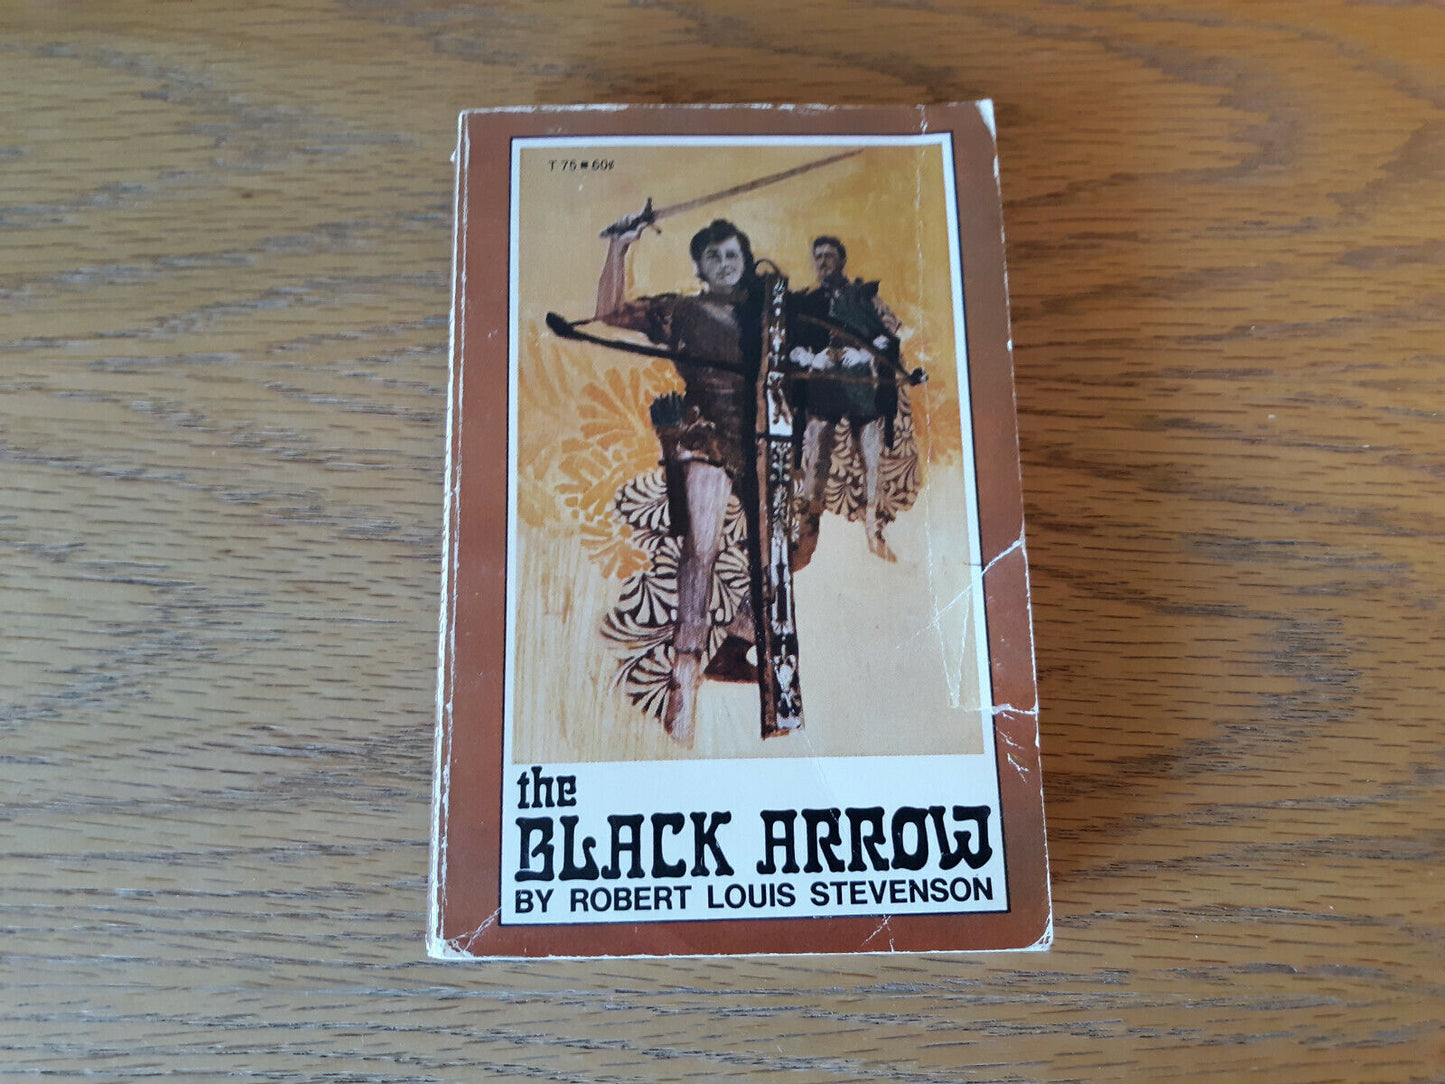 T 75 ■ 60¢
the
BLACK ARROW
BY ROBERT LOUIS STEVENSON